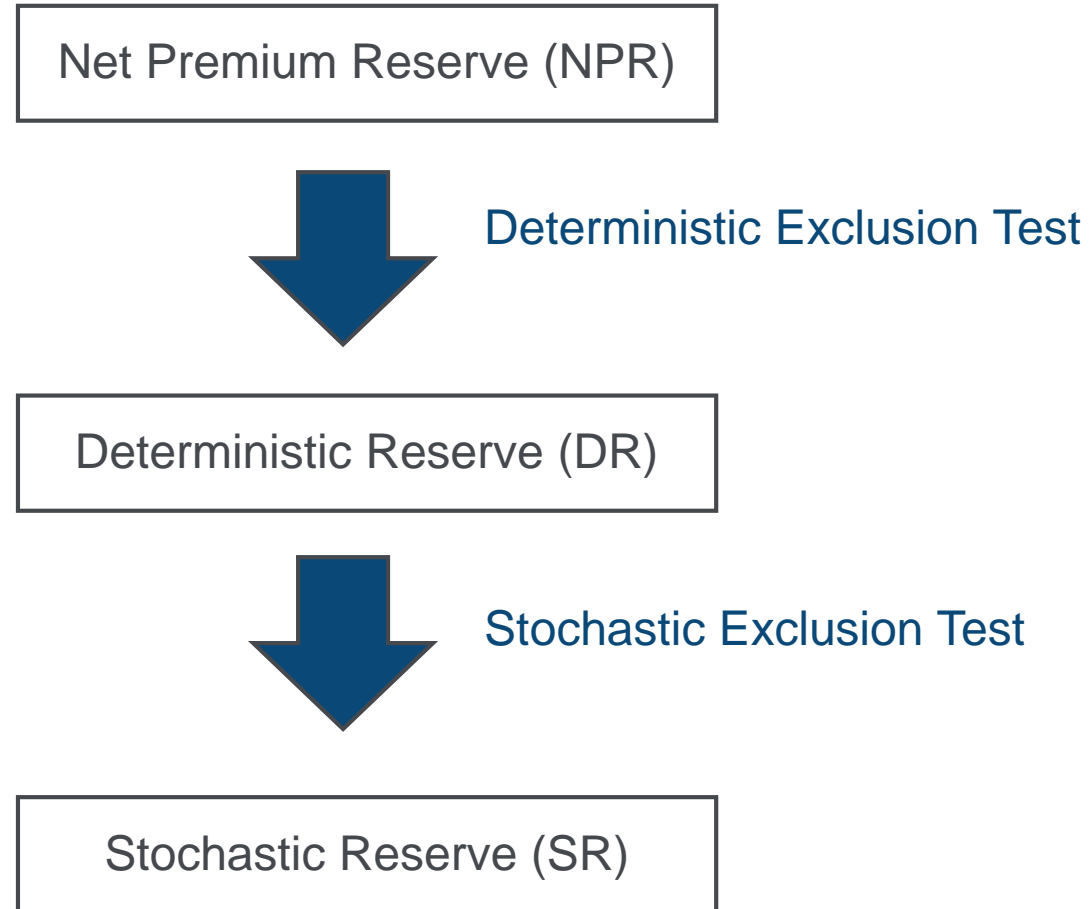 Net Premium Reserve (NPR)
Deterministic Exclusion Test
Deterministic Reserve (DR)
Stochastic Exclusion Test
Stochastic Reserve (SR)